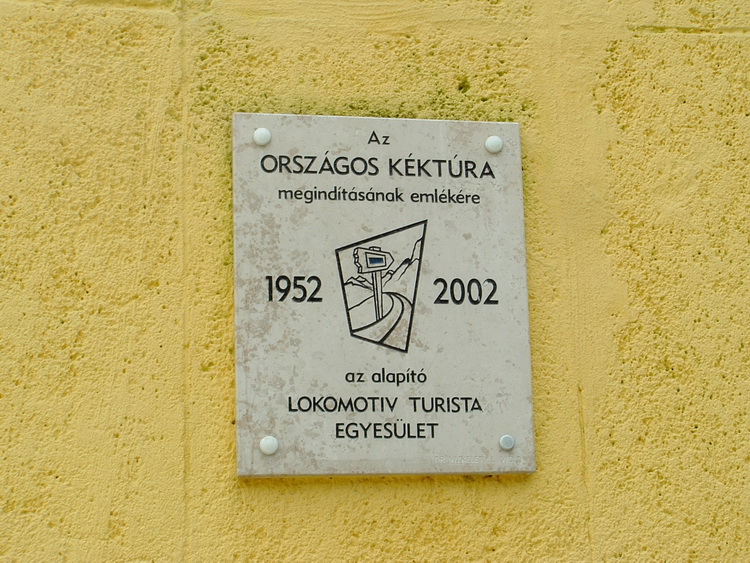 Az
ORSZÁGOS KÉKTÚRA
megindításának emlékére
1952 2002
az alapító
LOKOMOTIV TURISTA
EGYESÜLET